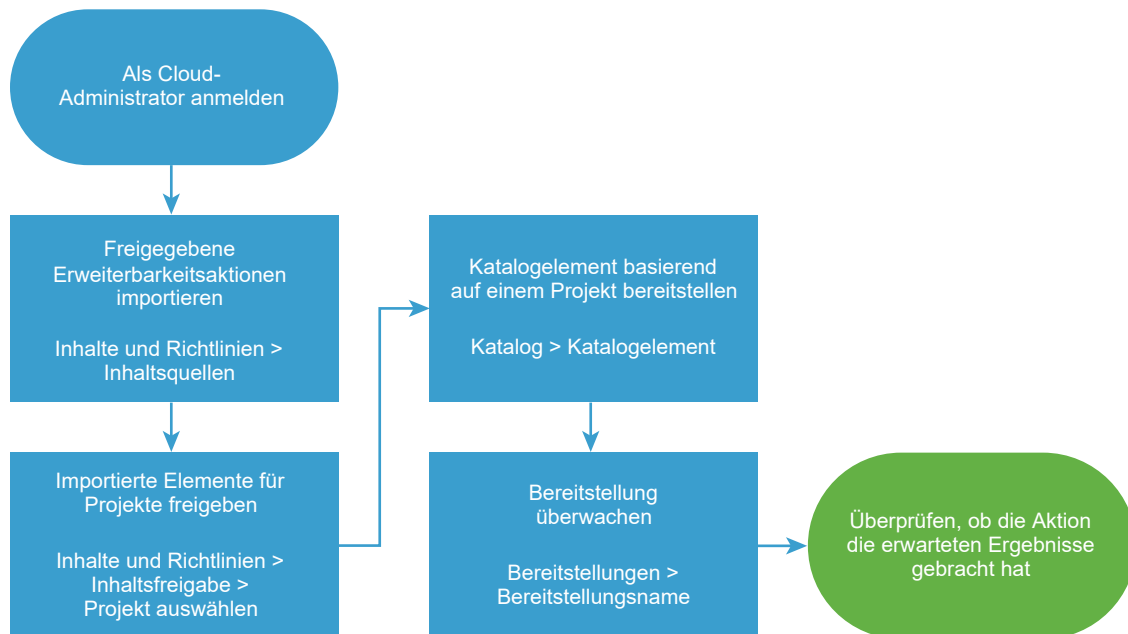 Als Cloud-
Administrator anmelden
Freigegebene
Erweiterbarkeitsaktionen
importieren
Inhalte und Richtlinien >
Inhaltsquellen
Importierte Elemente für
Projekte freigeben
Inhalte und Richtlinien >
Inhaltsfreigabe >
Projekt auswählen
Katalogelement basierend
auf einem Projekt bereitstellen
Katalog > Katalogelement
Bereitstellung
überwachen
Bereitstellungen >
Bereitstellungsname
Überprüfen, ob die Aktion
die erwarteten Ergebnisse
gebracht hat